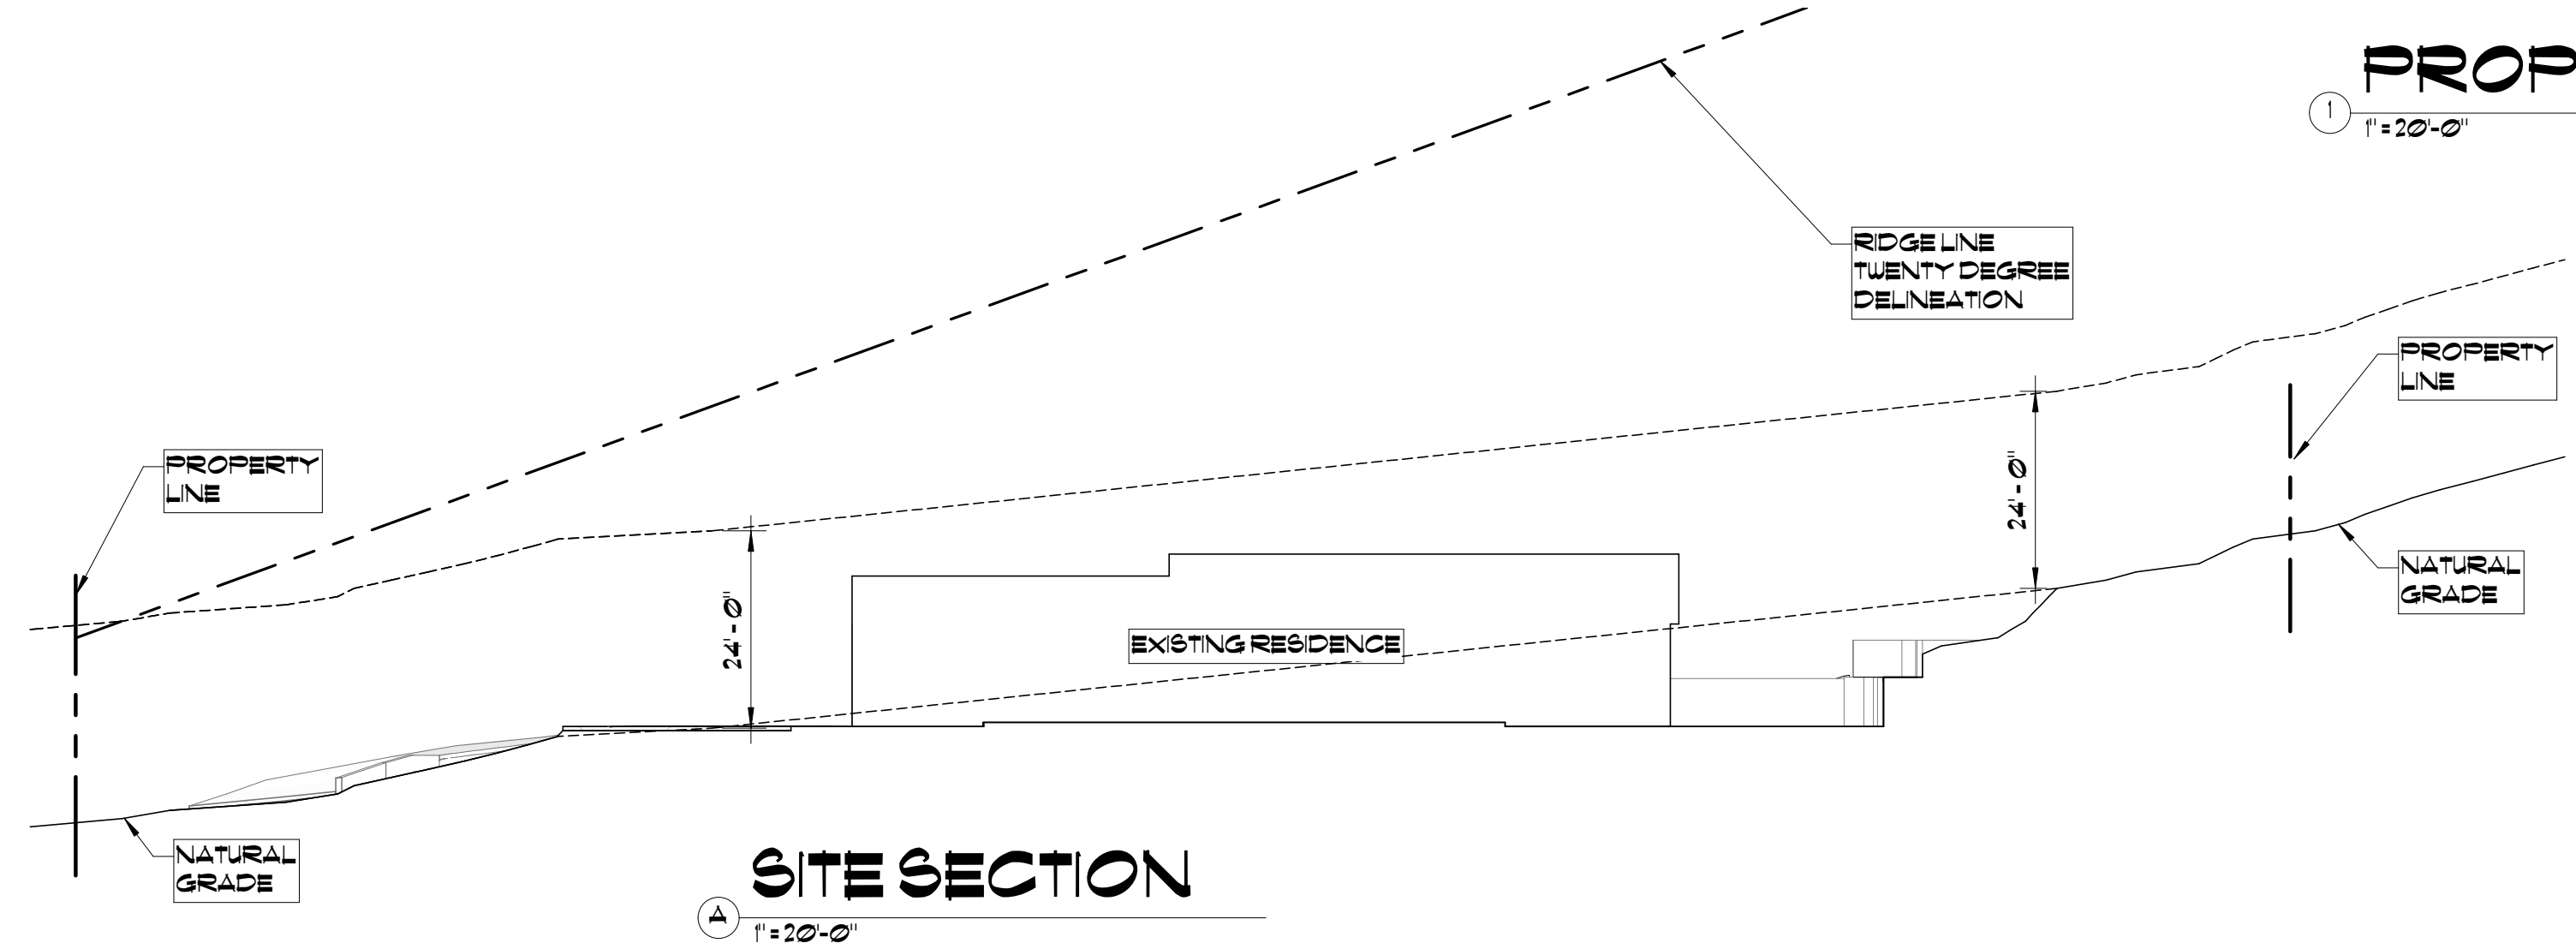 PROP
1
1" = 20'-0"
RIDGE LINE
TWENTY DEGREE
DELINEATION
PROPERTY
LINE
PROPERTY
LINE
24'-0"
24'-0"
EXISTING RESIDENCE
NATURAL
GRADE
NATURAL
GRADE
SITE SECTION
A
1" = 20'-0"